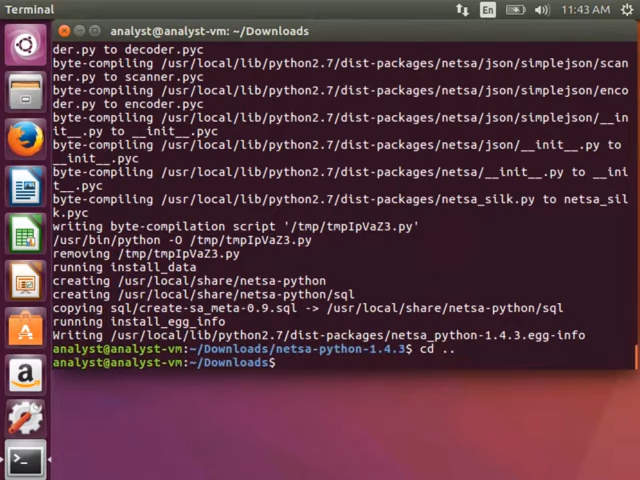 Terminal
En
11:43 AM
analyst@analyst-vm: ~/Downloads
der.py to decoder.pyc
byte-compiling /usr/local/lib/python2.7/dist-packages/netsa/json/simplejson/scan
ner.py to scanner.pyc
byte-compiling /usr/local/lib/python2.7/dist-packages/netsa/json/simplejson/enco
der.py to encoder.pyc
byte-compiling /usr/local/lib/python2.7/dist-packages/netsa/json/simplejson/__in
it__.py to __init__.pyc
byte-compiling /usr/local/lib/python2.7/dist-packages/netsa/json/__init__.py to
__init__.pyc
byte-compiling /usr/local/lib/python2.7/dist-packages/netsa/__init__.py to __ini
t__.pyc
byte-compiling /usr/local/lib/python2.7/dist-packages/netsa_silk.py to netsa_sil
k.pyc
writing byte-compilation script '/tmp/tmpIpVaZ3.py'
/usr/bin/python -O /tmp/tmpIpVaZ3.py
removing /tmp/tmpIpVaZ3.py
running install_data
creating /usr/local/share/netsa-python
creating /usr/local/share/netsa-python/sql
copying sql/create-sa_meta-0.9.sql -> /usr/local/share/netsa-python/sql
running install_egg_info
Writing /usr/local/lib/python2.7/dist-packages/netsa_python-1.4.3.egg-info
analyst@analyst-vm:~/Downloads/netsa-python-1.4.3$ cd ..
analyst@analyst-vm:~/Downloads$